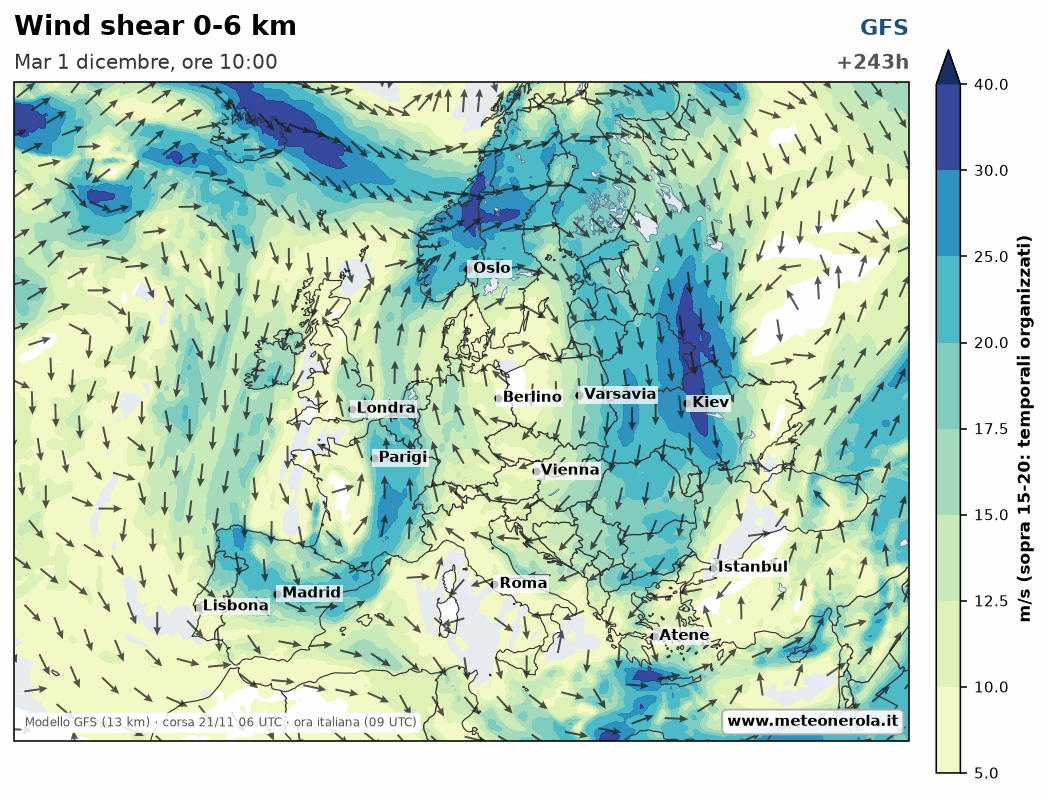 Wind shear 0-6 km
GFS
Mar 1 dicembre, ore 10:00
+243h
40.0
30.0
25.0
20.0
17.5
15.0
12.5
10.0
5.0
m/s (sopra 15-20: temporali organizzati)
Oslo
Berlino
Varsavia
Kiev
Londra
Parigi
Vienna
Istanbul
Roma
Madrid
Lisbona
Atene
Modello GFS (13 km) · corsa 21/11 06 UTC · ora italiana (09 UTC)
www.meteonerola.it